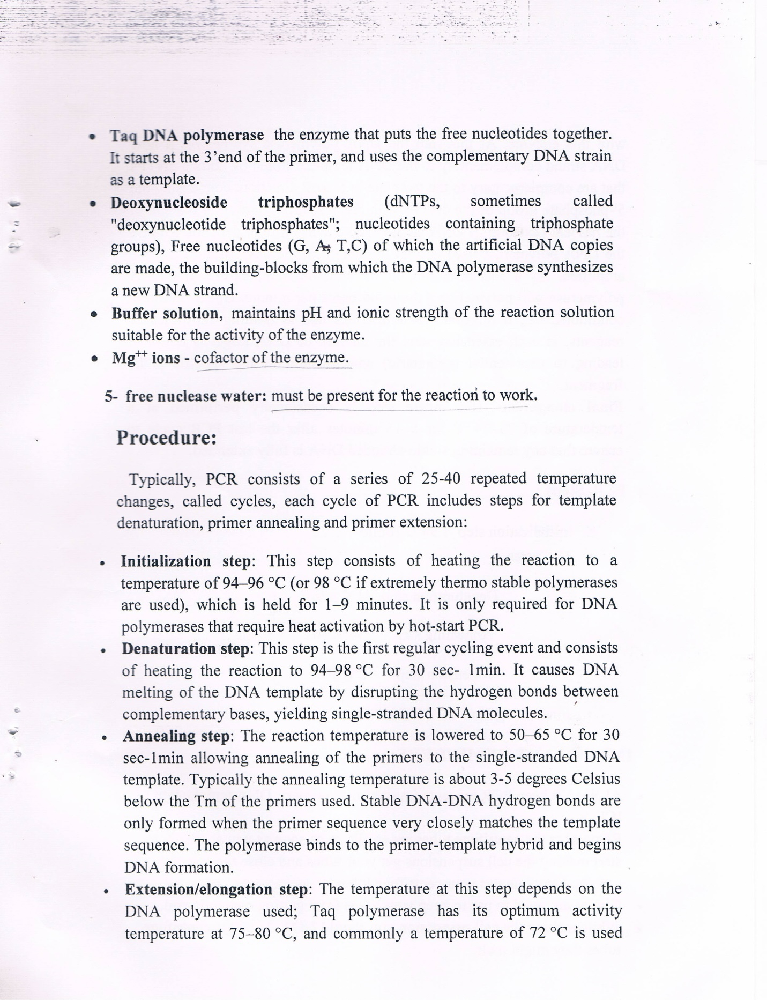 • Taq DNA polymerase the enzyme that puts the free nucleotides together.
It starts at the 3'end of the primer, and uses the complementary DNA strain
as a template.
• Deoxynucleoside triphosphates (dNTPs, sometimes called
"deoxynucleotide triphosphates"; nucleotides containing triphosphate
groups), Free nucleotides (G, A, T,C) of which the artificial DNA copies
are made, the building-blocks from which the DNA polymerase synthesizes
a new DNA strand.
• Buffer solution, maintains pH and ionic strength of the reaction solution
suitable for the activity of the enzyme.
• Mg⁺⁺ ions - cofactor of the enzyme.
5- free nuclease water: must be present for the reaction to work.
Procedure:
Typically, PCR consists of a series of 25-40 repeated temperature
changes, called cycles, each cycle of PCR includes steps for template
denaturation, primer annealing and primer extension:
• Initialization step: This step consists of heating the reaction to a
temperature of 94–96 °C (or 98 °C if extremely thermo stable polymerases
are used), which is held for 1–9 minutes. It is only required for DNA
polymerases that require heat activation by hot-start PCR.
• Denaturation step: This step is the first regular cycling event and consists
of heating the reaction to 94–98 °C for 30 sec- 1min. It causes DNA
melting of the DNA template by disrupting the hydrogen bonds between
complementary bases, yielding single-stranded DNA molecules.
• Annealing step: The reaction temperature is lowered to 50–65 °C for 30
sec-1min allowing annealing of the primers to the single-stranded DNA
template. Typically the annealing temperature is about 3-5 degrees Celsius
below the Tm of the primers used. Stable DNA-DNA hydrogen bonds are
only formed when the primer sequence very closely matches the template
sequence. The polymerase binds to the primer-template hybrid and begins
DNA formation.
• Extension/elongation step: The temperature at this step depends on the
DNA polymerase used; Taq polymerase has its optimum activity
temperature at 75–80 °C, and commonly a temperature of 72 °C is used